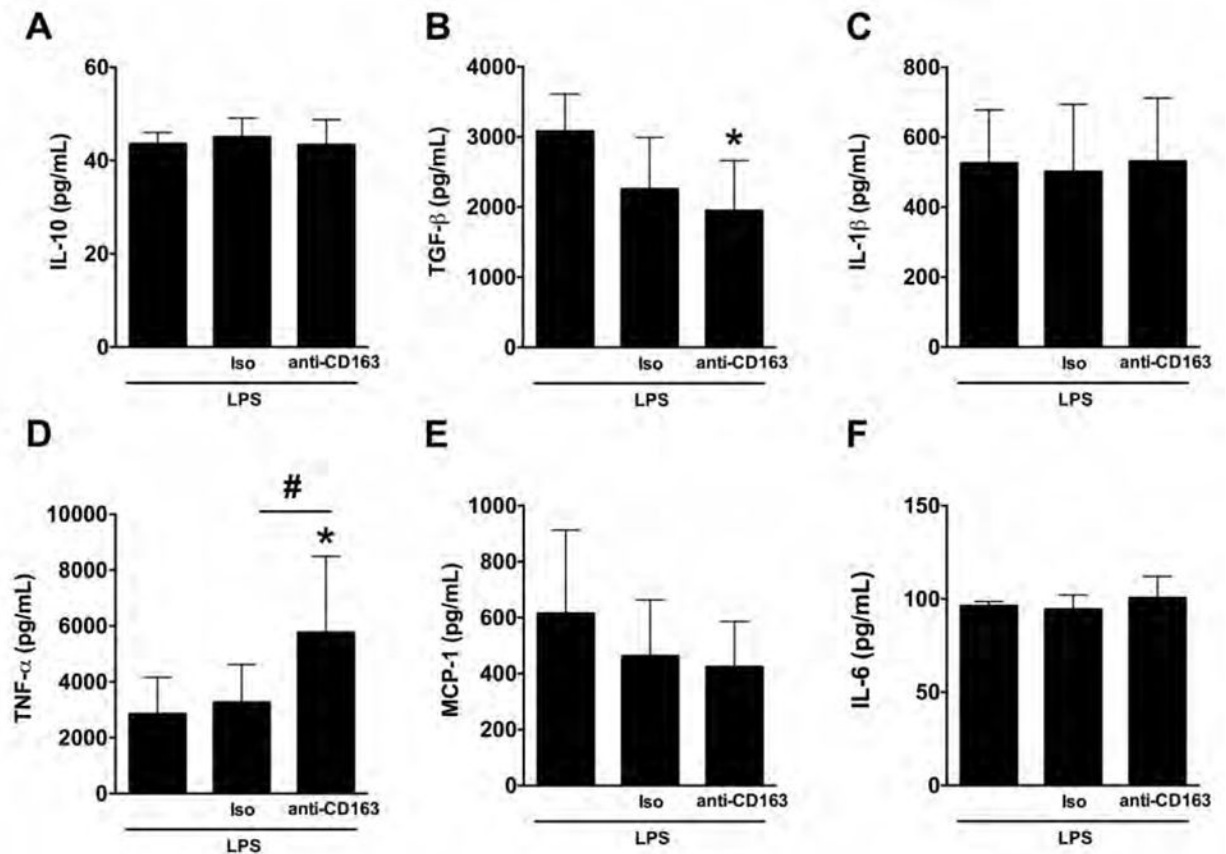 A
IL-10 (pg/mL)
60
40
20
0
Iso
anti-CD163
LPS
B
TGF-β (pg/mL)
4000
3000
2000
1000
0
*
Iso
anti-CD163
LPS
C
IL-1β (pg/mL)
800
600
400
200
0
Iso
anti-CD163
LPS
D
TNF-α (pg/mL)
10000
8000
6000
4000
2000
0
#
*
Iso
anti-CD163
LPS
E
MCP-1 (pg/mL)
1000
800
600
400
200
0
Iso
anti-CD163
LPS
F
IL-6 (pg/mL)
150
100
50
0
Iso
anti-CD163
LPS